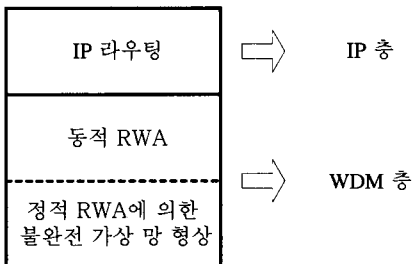 IP 라우팅
IP 층
동적 RWA
WDM 층
정적 RWA에 의한
불완전 가상 망 형상